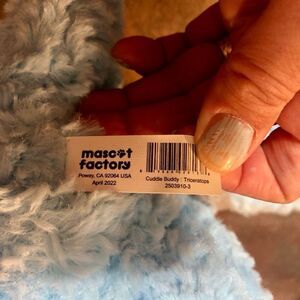 mascot
factory
Poway, CA 92064 USA
April 2022
Cuddle Buddy : Triceratops
2503910-3